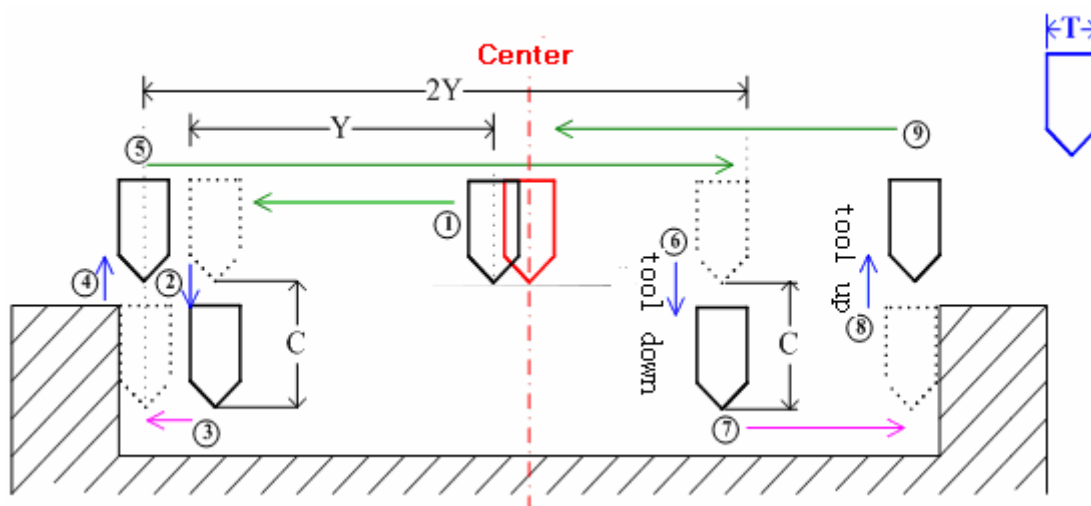 T
Center
2Y
Y
⑤
⑨
①
④
②
⑥
tool down
tool up
⑧
C
C
③
⑦